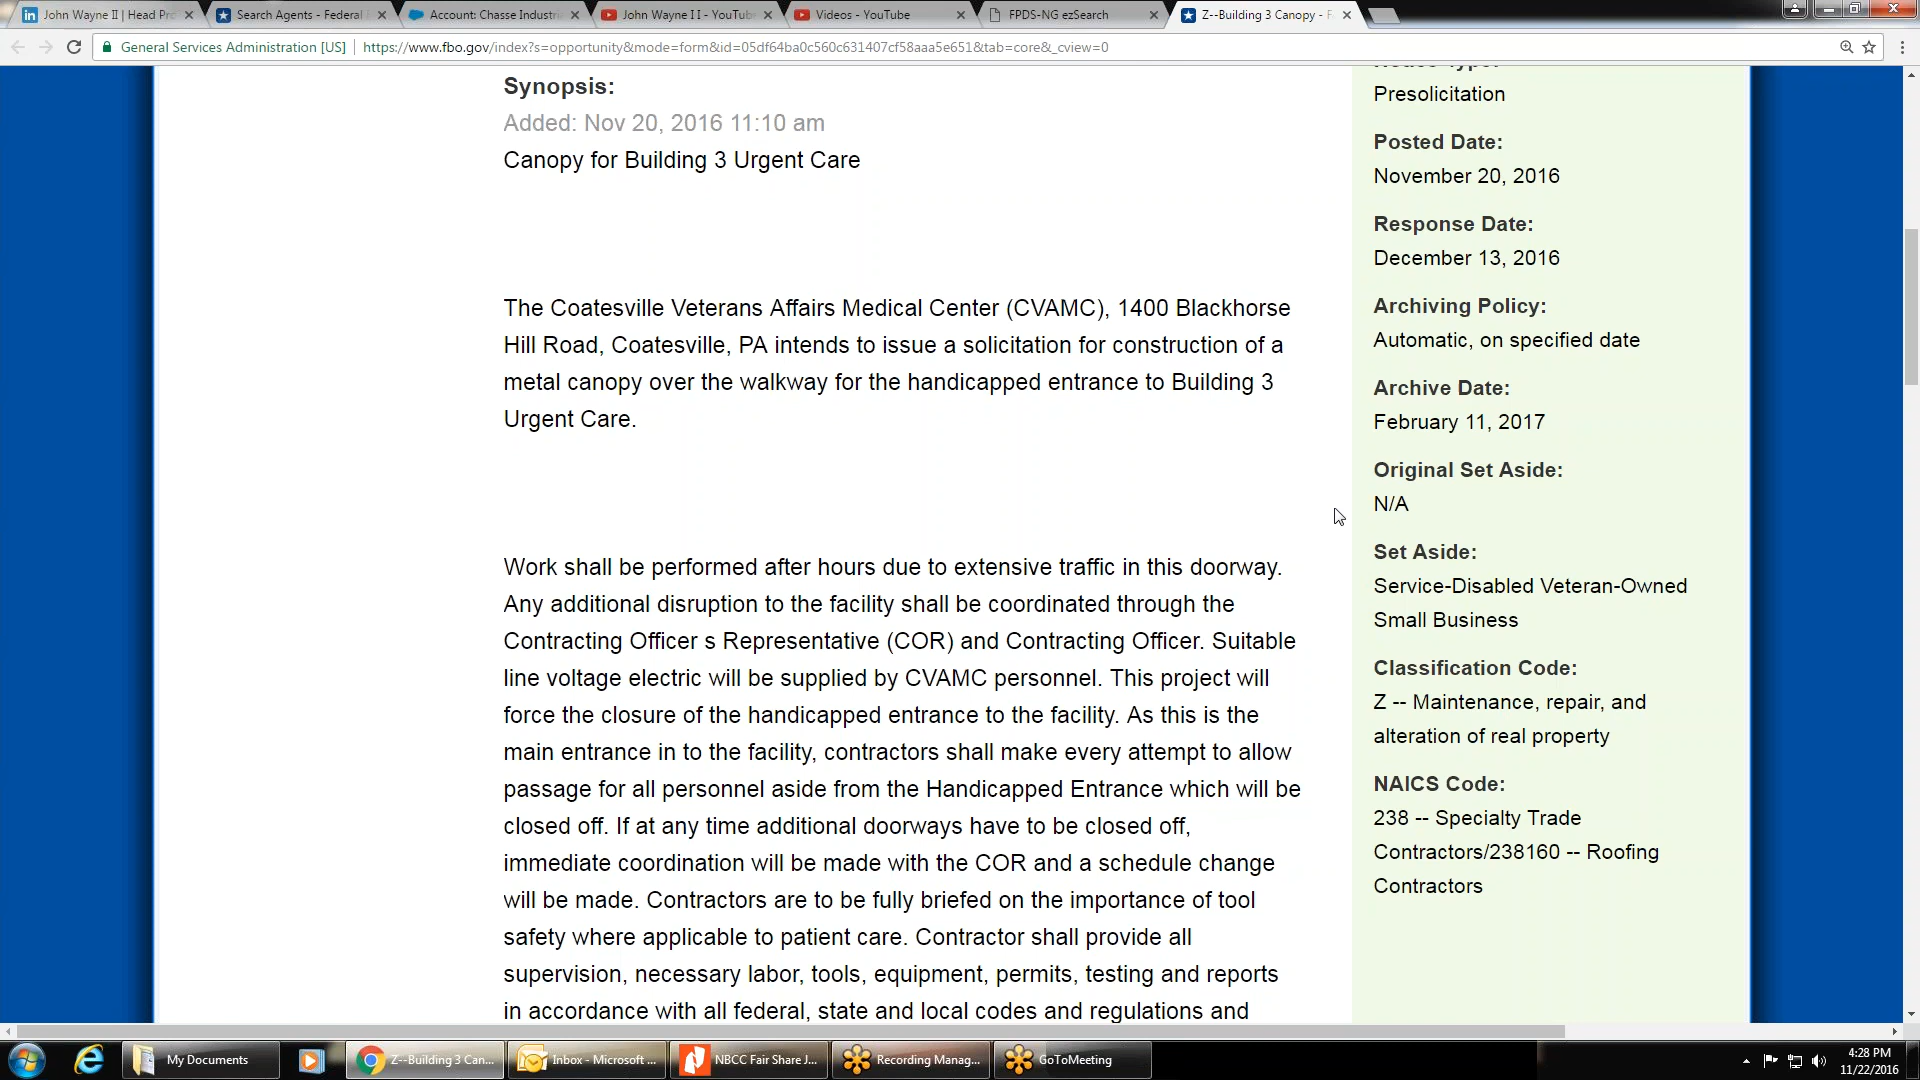 John Wayne II | Head Pr
Search Agents - Federal
Account: Chasse Industri
John Wayne I I - YouTub
Videos - YouTube
FPDS-NG ezSearch
Z--Building 3 Canopy - F
General Services Administration [US]
https://www.fbo.gov/index?s=opportunity&mode=form&id=05df64ba0c560c631407cf58aaa5e651&tab=core&_cview=0
Synopsis:
Added: Nov 20, 2016 11:10 am
Canopy for Building 3 Urgent Care
The Coatesville Veterans Affairs Medical Center (CVAMC), 1400 Blackhorse
Hill Road, Coatesville, PA intends to issue a solicitation for construction of a
metal canopy over the walkway for the handicapped entrance to Building 3
Urgent Care.
Work shall be performed after hours due to extensive traffic in this doorway.
Any additional disruption to the facility shall be coordinated through the
Contracting Officer s Representative (COR) and Contracting Officer. Suitable
line voltage electric will be supplied by CVAMC personnel. This project will
force the closure of the handicapped entrance to the facility. As this is the
main entrance in to the facility, contractors shall make every attempt to allow
passage for all personnel aside from the Handicapped Entrance which will be
closed off. If at any time additional doorways have to be closed off,
immediate coordination will be made with the COR and a schedule change
will be made. Contractors are to be fully briefed on the importance of tool
safety where applicable to patient care. Contractor shall provide all
supervision, necessary labor, tools, equipment, permits, testing and reports
in accordance with all federal, state and local codes and regulations and
Presolicitation
Posted Date:
November 20, 2016
Response Date:
December 13, 2016
Archiving Policy:
Automatic, on specified date
Archive Date:
February 11, 2017
Original Set Aside:
N/A
Set Aside:
Service-Disabled Veteran-Owned
Small Business
Classification Code:
Z -- Maintenance, repair, and
alteration of real property
NAICS Code:
238 -- Specialty Trade
Contractors/238160 -- Roofing
Contractors
My Documents
Z--Building 3 Can...
Inbox - Microsoft ...
NBCC Fair Share J...
Recording Manag...
GoToMeeting
4:28 PM
11/22/2016